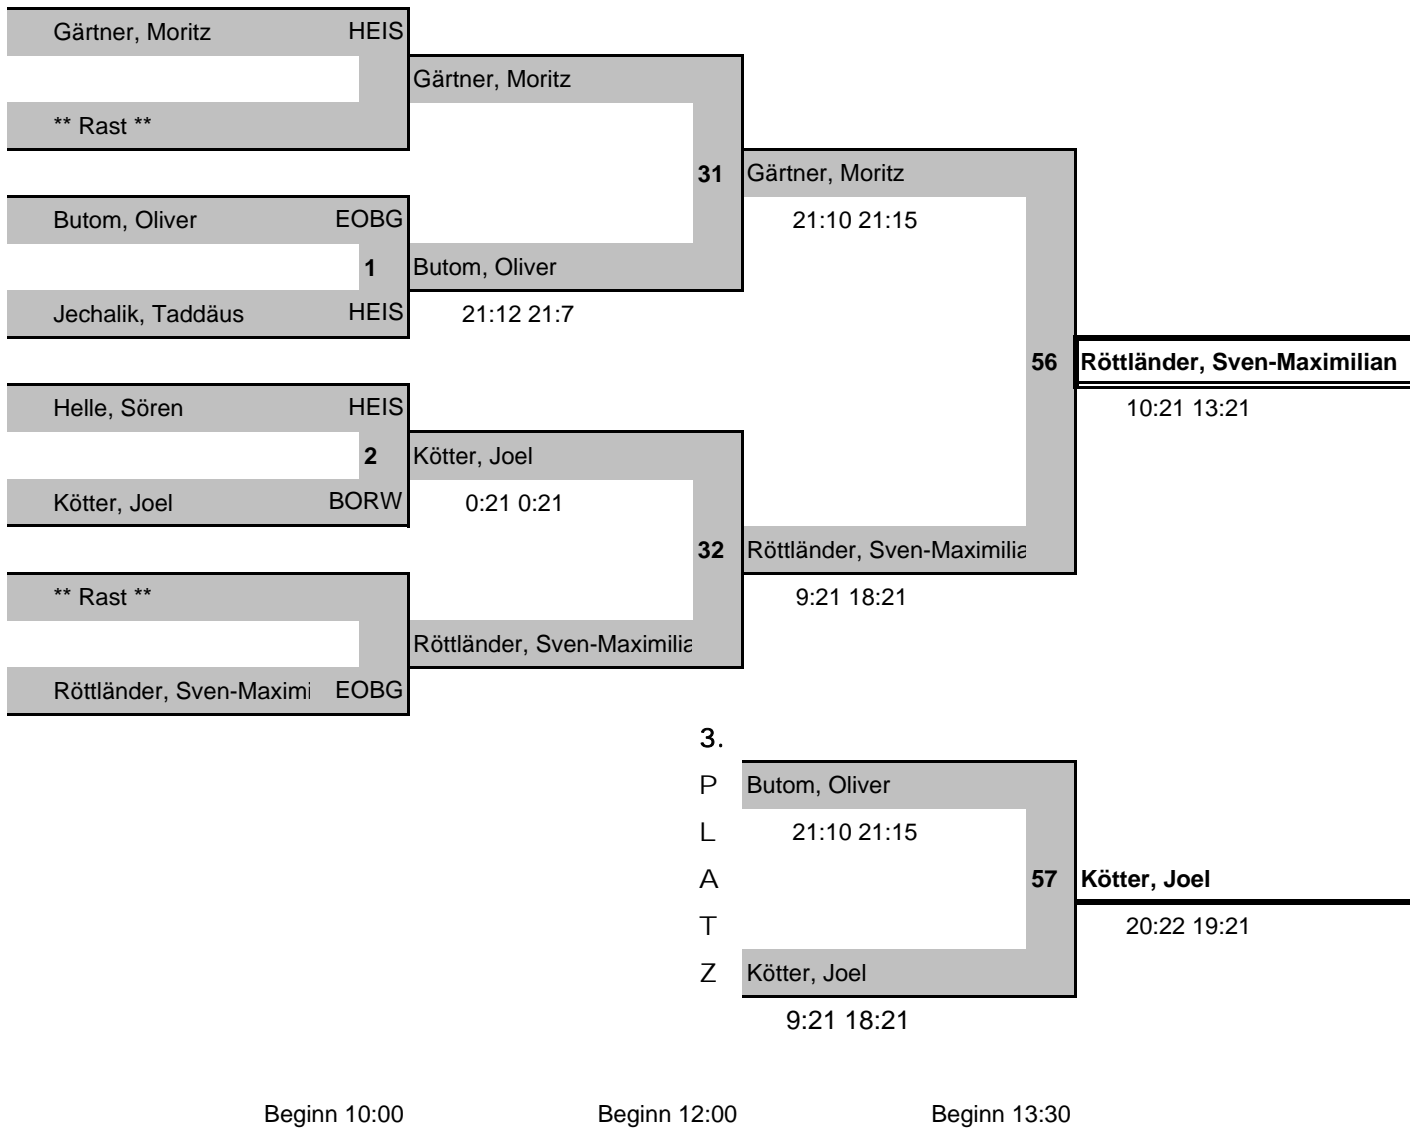 Gärtner, Moritz HEIS
Gärtner, Moritz
** Rast **
31 Gärtner, Moritz
Butom, Oliver EOBG 21:10 21:15
1 Butom, Oliver
Jechalik, Taddäus HEIS 21:12 21:7
56 Röttländer, Sven-Maximilian
Helle, Sören HEIS 10:21 13:21
2 Kötter, Joel
Kötter, Joel BORW 0:21 0:21
32 Röttländer, Sven-Maximilia
** Rast ** 9:21 18:21
Röttländer, Sven-Maximilia
Röttländer, Sven-Maximi EOBG
3.
P Butom, Oliver
L 21:10 21:15
A 57 Kötter, Joel
T 20:22 19:21
Z Kötter, Joel
9:21 18:21
Beginn 10:00 Beginn 12:00 Beginn 13:30